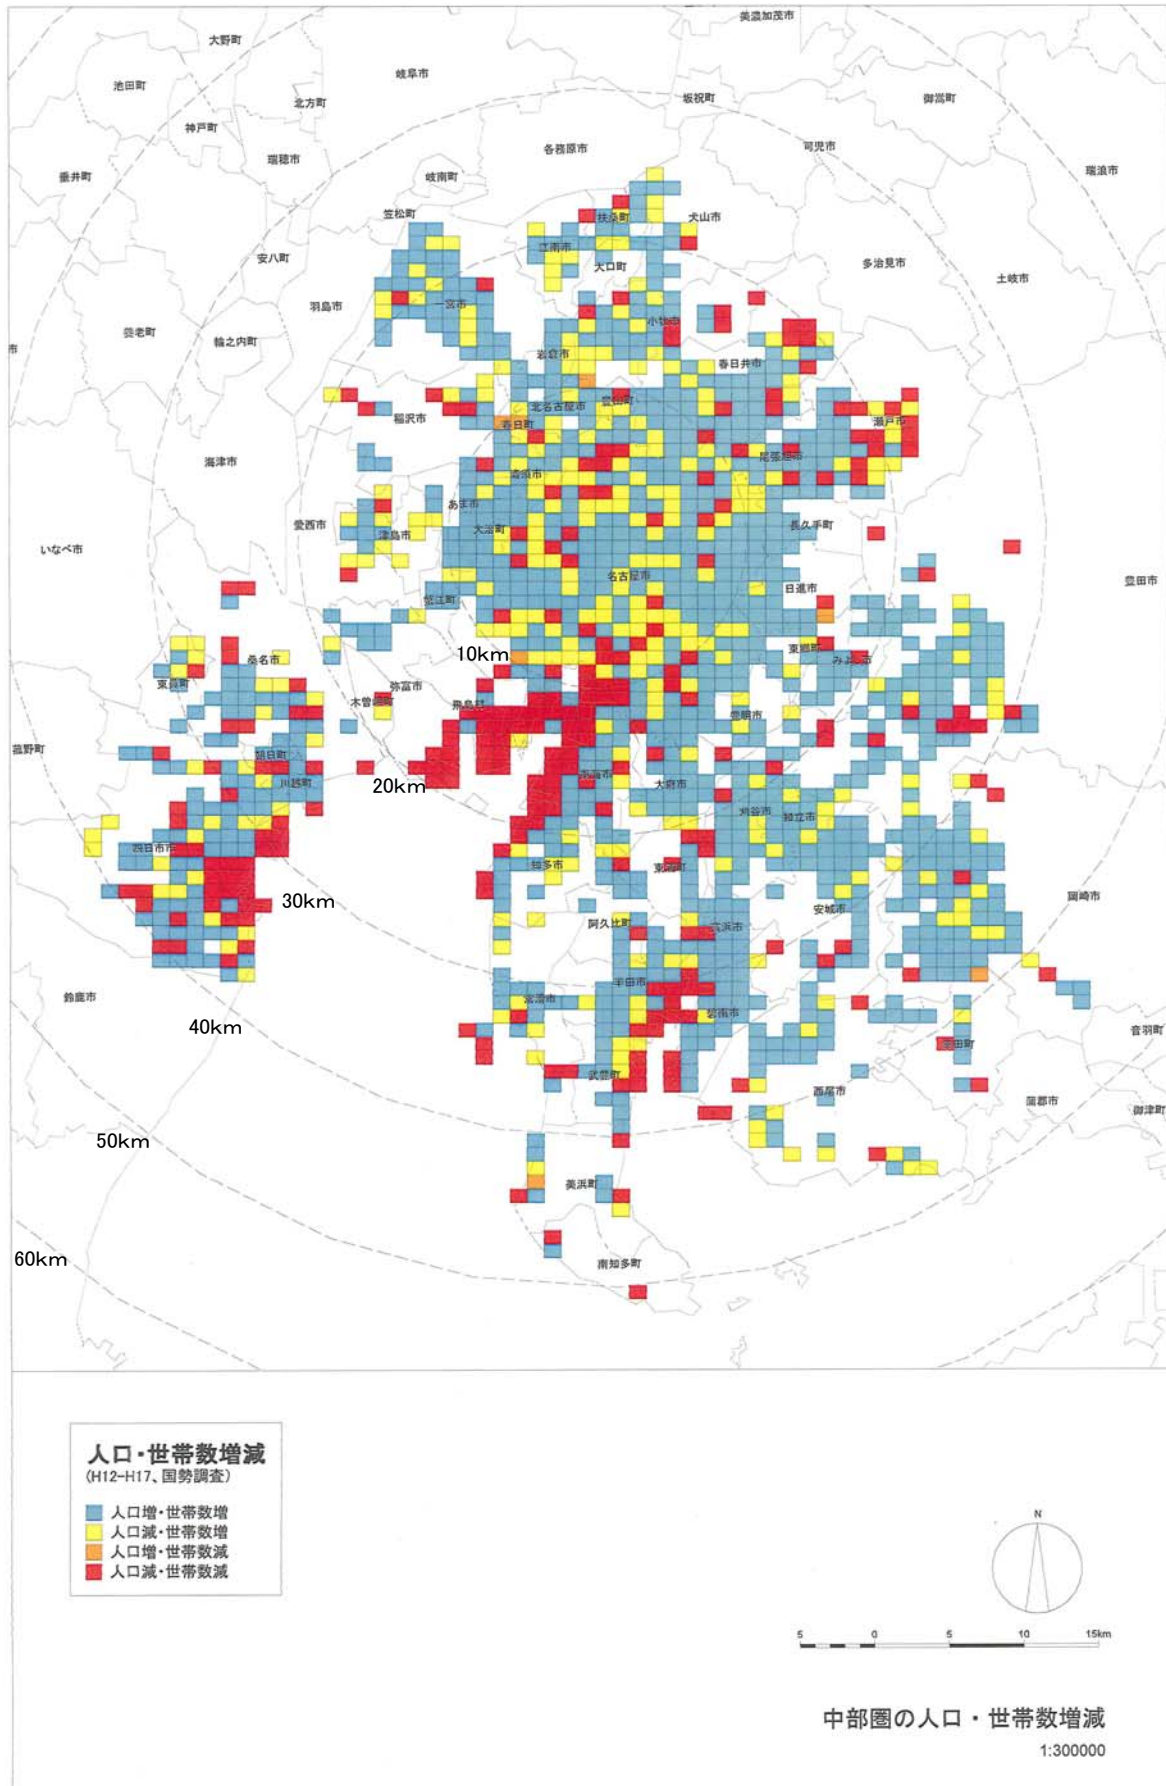 美濃加茂市
大野町
岐阜市
池田町
坂祝町
御嵩町
北方町
神戸町
各務原市
可児市
瑞穂市
瑞浪市
垂井町
岐南町
笠松町
扶桑町
犬山市
江南市
安八町
大口町
多治見市
土岐市
羽島市
一宮市
小牧市
養老町
輪之内町
市
岩倉市
春日井市
北名古屋市
豊山町
稲沢市
春日町
瀬戸市
尾張旭市
海津市
清須市
あま市
愛西市
大治町
長久手町
津島市
いなべ市
名古屋市
豊田市
日進市
蟹江町
東郷町
10km
みよし市
桑名市
東員町
弥富市
木曽岬町
飛島村
豊明市
菰野町
朝日町
東海市
川越町
20km
大府市
刈谷市
知立市
四日市市
知多市
東浦町
30km
岡崎市
安城市
阿久比町
高浜市
半田市
鈴鹿市
常滑市
碧南市
40km
音羽町
幸田町
武豊町
西尾市
蒲郡市
御津町
50km
美浜町
60km
南知多町
人口・世帯数増減
(H12-H17、国勢調査)
人口増・世帯数増
人口減・世帯数増
人口増・世帯数減
人口減・世帯数減
N
5 0 5 10 15km
中部圏の人口・世帯数増減
1:300000